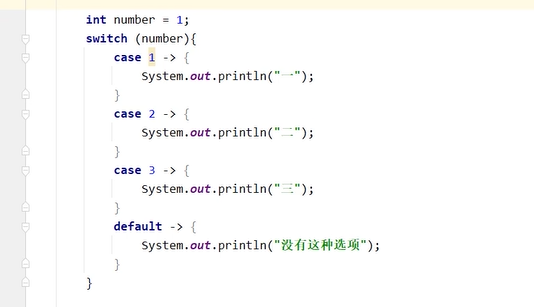 int number = 1;
switch (number){
case 1 -> {
System.out.println("一");
}
case 2 -> {
System.out.println("二");
}
case 3 -> {
System.out.println("三");
}
default -> {
System.out.println("没有这种选项");
}
}